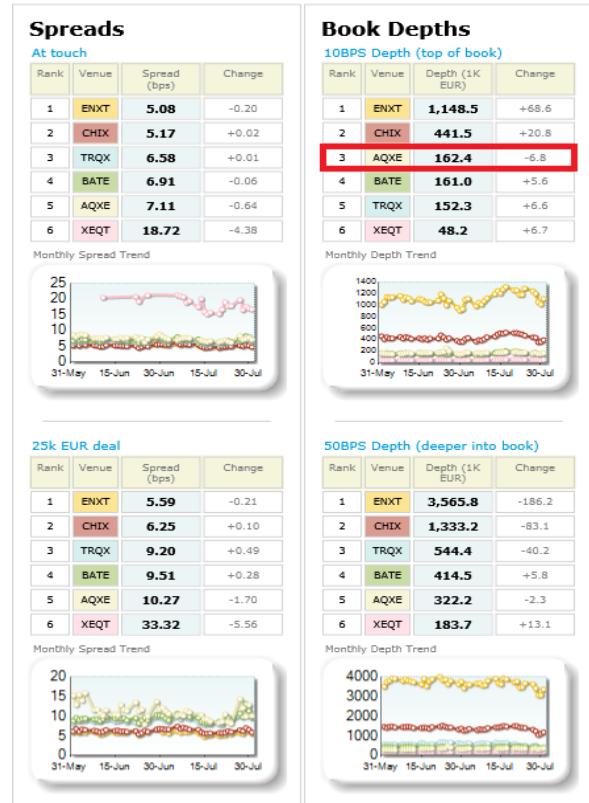 Spreads
At touch
Rank Venue Spread (bps) Change
1 ENXT 5.08 -0.20
2 CHIX 5.17 +0.02
3 TRQX 6.58 +0.01
4 BATE 6.91 -0.06
5 AQXE 7.11 -0.64
6 XEQT 18.72 -4.38
Monthly Spread Trend
25
20
15
10
5
0
31-May 15-Jun 30-Jun 15-Jul 30-Jul
25k EUR deal
Rank Venue Spread (bps) Change
1 ENXT 5.59 -0.21
2 CHIX 6.25 +0.10
3 TRQX 9.20 +0.49
4 BATE 9.51 +0.28
5 AQXE 10.27 -1.70
6 XEQT 33.32 -5.56
Monthly Spread Trend
20
15
10
5
0
31-May 15-Jun 30-Jun 15-Jul 30-Jul
Book Depths
10BPS Depth (top of book)
Rank Venue Depth (1K EUR) Change
1 ENXT 1,148.5 +68.6
2 CHIX 441.5 +20.8
3 AQXE 162.4 -6.8
4 BATE 161.0 +5.6
5 TRQX 152.3 +6.6
6 XEQT 48.2 +6.7
Monthly Depth Trend
1400
1200
1000
800
600
400
200
0
31-May 15-Jun 30-Jun 15-Jul 30-Jul
50BPS Depth (deeper into book)
Rank Venue Depth (1K EUR) Change
1 ENXT 3,565.8 -186.2
2 CHIX 1,333.2 -83.1
3 TRQX 544.4 -40.2
4 BATE 414.5 +5.8
5 AQXE 322.2 -2.3
6 XEQT 183.7 +13.1
Monthly Depth Trend
4000
3000
2000
1000
0
31-May 15-Jun 30-Jun 15-Jul 30-Jul